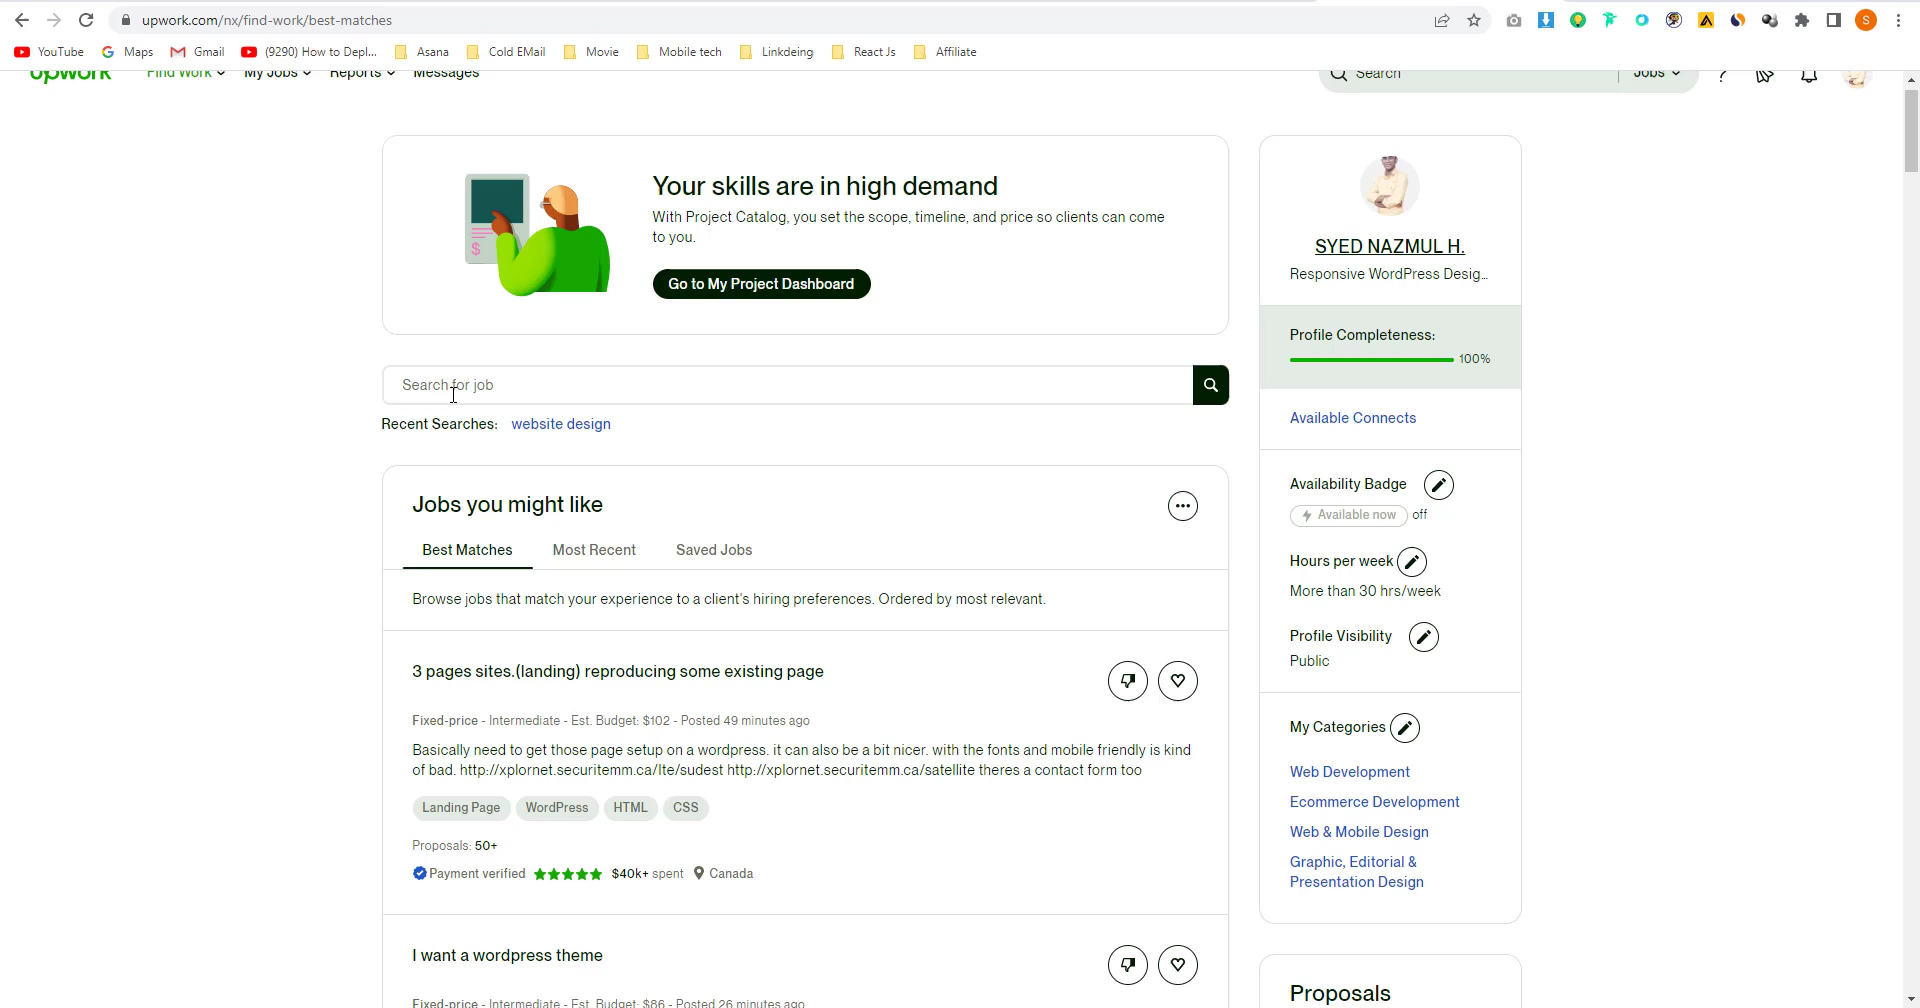 upwork.com/nx/find-work/best-matches
S
YouTube Maps Gmail (9290) How to Depl... Asana Cold EMail Movie Mobile tech Linkdeing React Js Affiliate
upwork Find Work My Jobs Reports Messages Search Jobs ?
Your skills are in high demand
With Project Catalog, you set the scope, timeline, and price so clients can come
to you.
Go to My Project Dashboard
$
Search for job
Recent Searches: website design
Jobs you might like
Best Matches Most Recent Saved Jobs
Browse jobs that match your experience to a client's hiring preferences. Ordered by most relevant.
3 pages sites.(landing) reproducing some existing page
Fixed-price - Intermediate - Est. Budget: $102 - Posted 49 minutes ago
Basically need to get those page setup on a wordpress. it can also be a bit nicer. with the fonts and mobile friendly is kind
of bad. http://xplornet.securitemm.ca/lte/sudest http://xplornet.securitemm.ca/satellite theres a contact form too
Landing Page WordPress HTML CSS
Proposals: 50+
Payment verified $40k+ spent Canada
I want a wordpress theme
Fixed-price - Intermediate - Est. Budget: $86 - Posted 26 minutes ago
SYED NAZMUL H.
Responsive WordPress Desig...
Profile Completeness:
100%
Available Connects
Availability Badge
Available now off
Hours per week
More than 30 hrs/week
Profile Visibility
Public
My Categories
Web Development
Ecommerce Development
Web & Mobile Design
Graphic, Editorial &
Presentation Design
Proposals